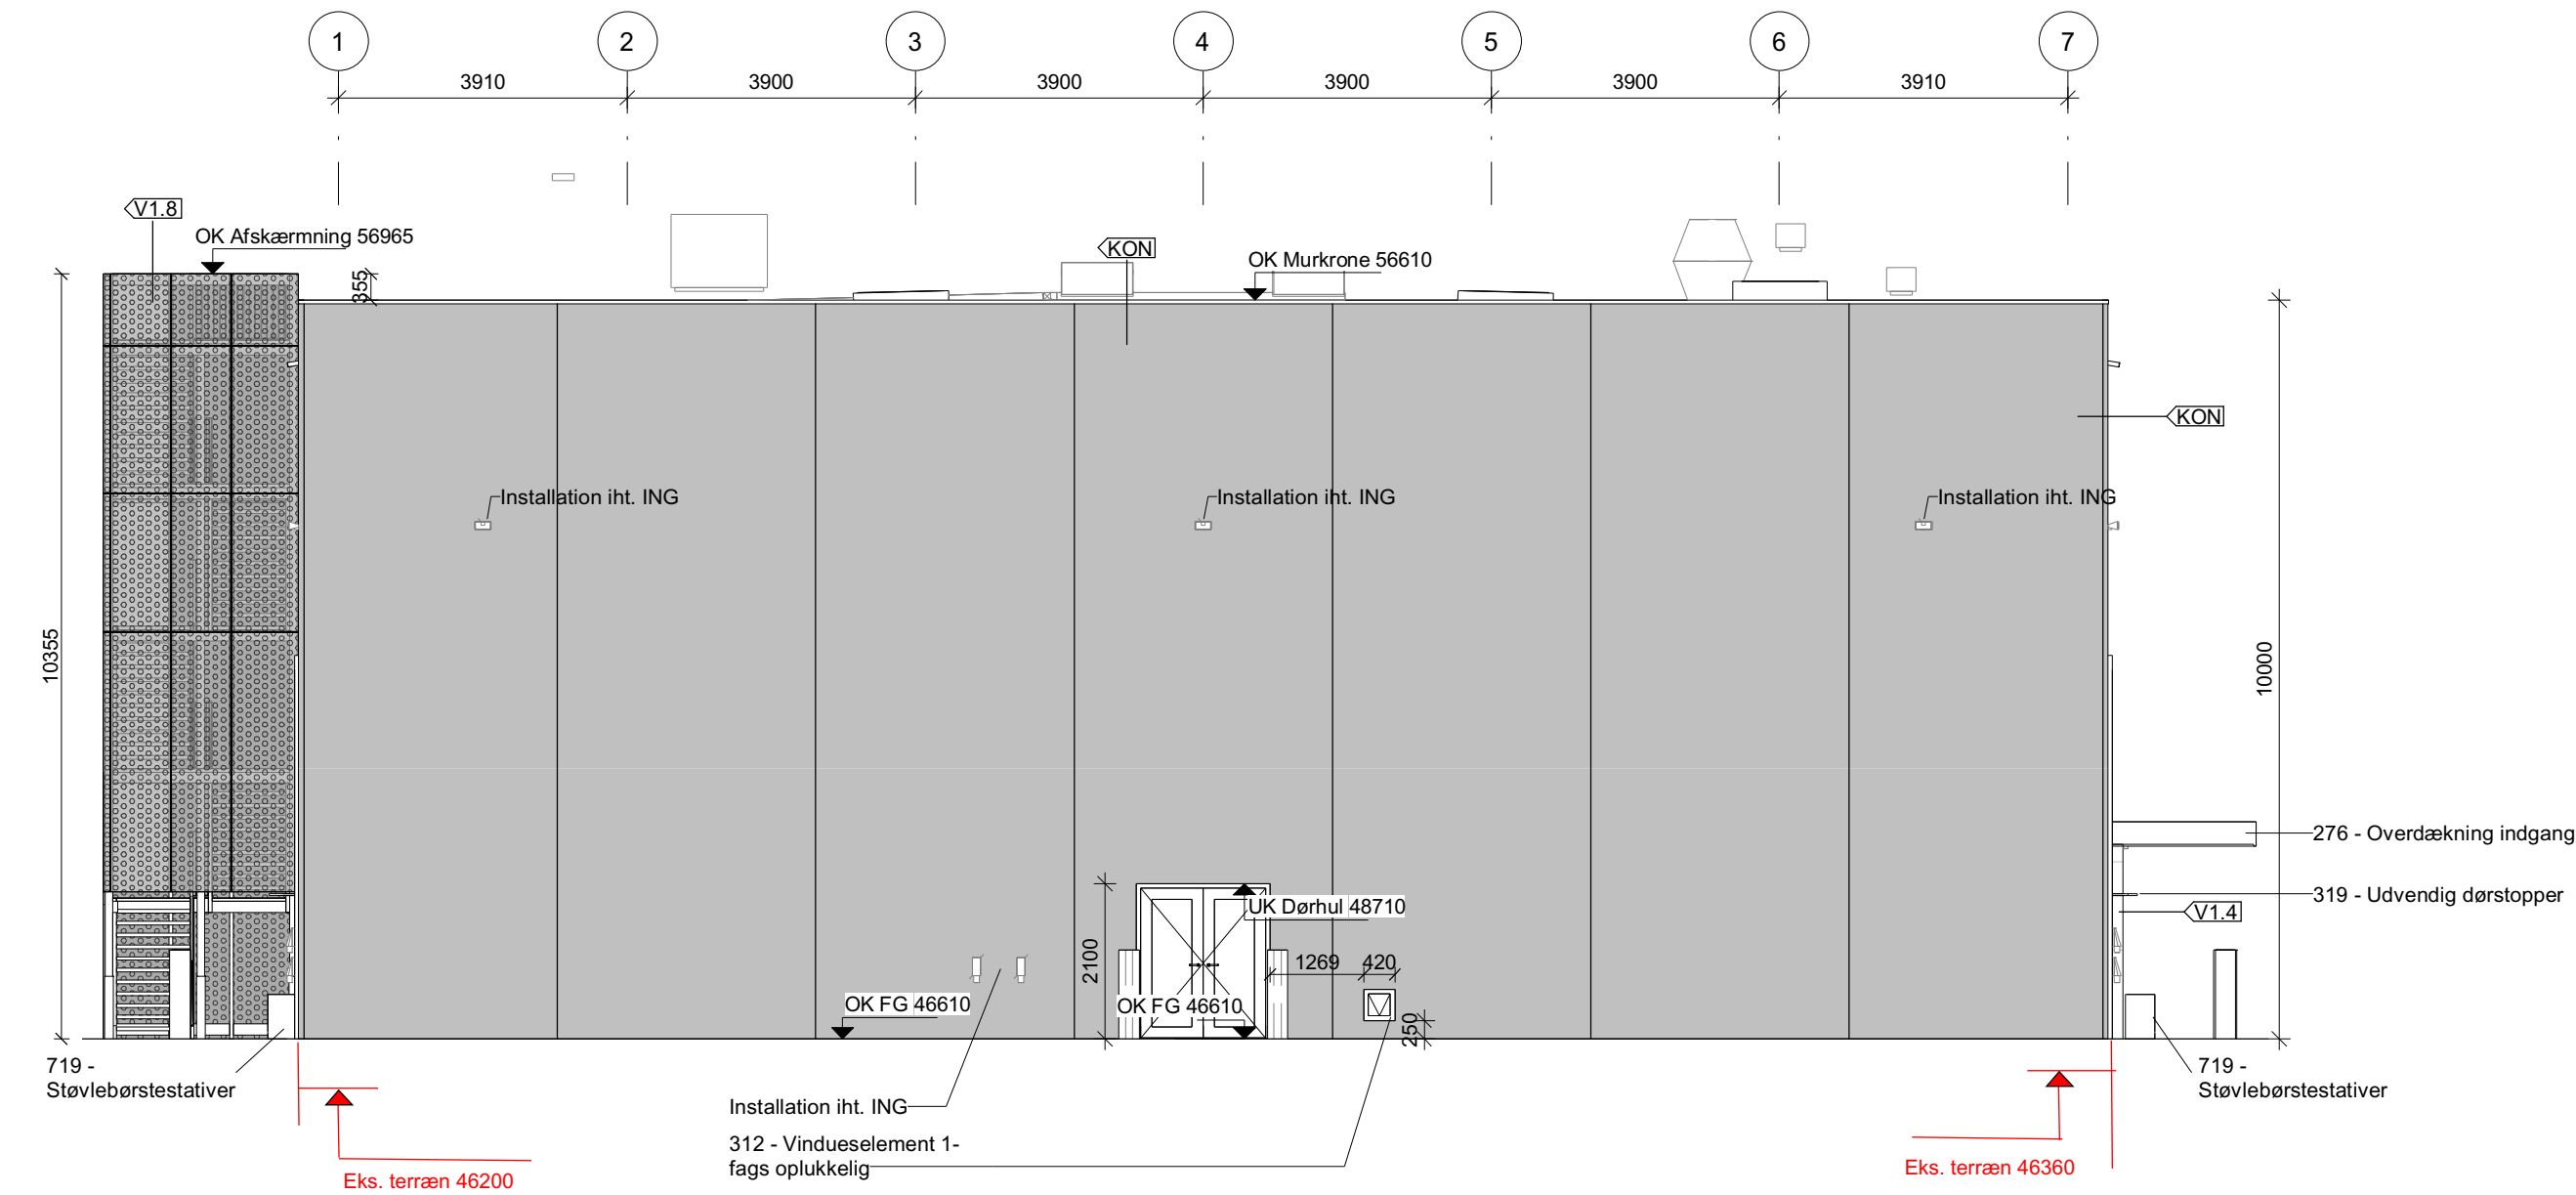 1 2 3 4 5 6 7
3910 3900 3900 3900 3900 3910
V1.8
OK Afskærmning 56965
KON
OK Murkrone 56610
355
KON
Installation iht. ING
Installation iht. ING
Installation iht. ING
10355
10000
276 - Overdækning indgang
319 - Udvendig dørstopper
V1.4
UK Dørhul 48710
2100
1269 420
OK FG 46610
OK FG 46610
250
719 -
Støvlebørstestativer
719 -
Støvlebørstestativer
Installation iht. ING
312 - Vindueselement 1-
fags oplukkelig
Eks. terræn 46200
Eks. terræn 46360